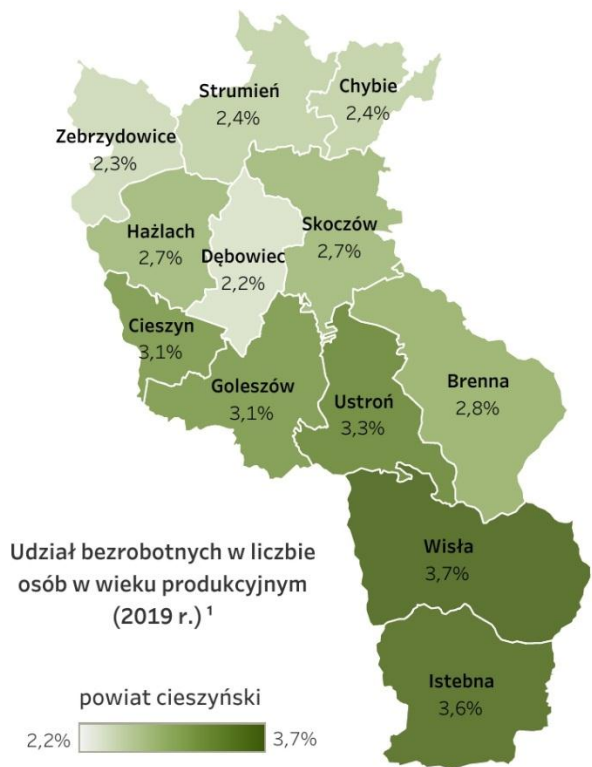 Strumień
2,4%
Chybie
2,4%
Zebrzydowice
2,3%
Hażlach
2,7%
Dębowiec
2,2%
Skoczów
2,7%
Cieszyn
3,1%
Goleszów
3,1%
Ustroń
3,3%
Brenna
2,8%
Wisła
3,7%
Istebna
3,6%
Udział bezrobotnych w liczbie
osób w wieku produkcyjnym
(2019 r.) ¹
powiat cieszyński
2,2% 3,7%